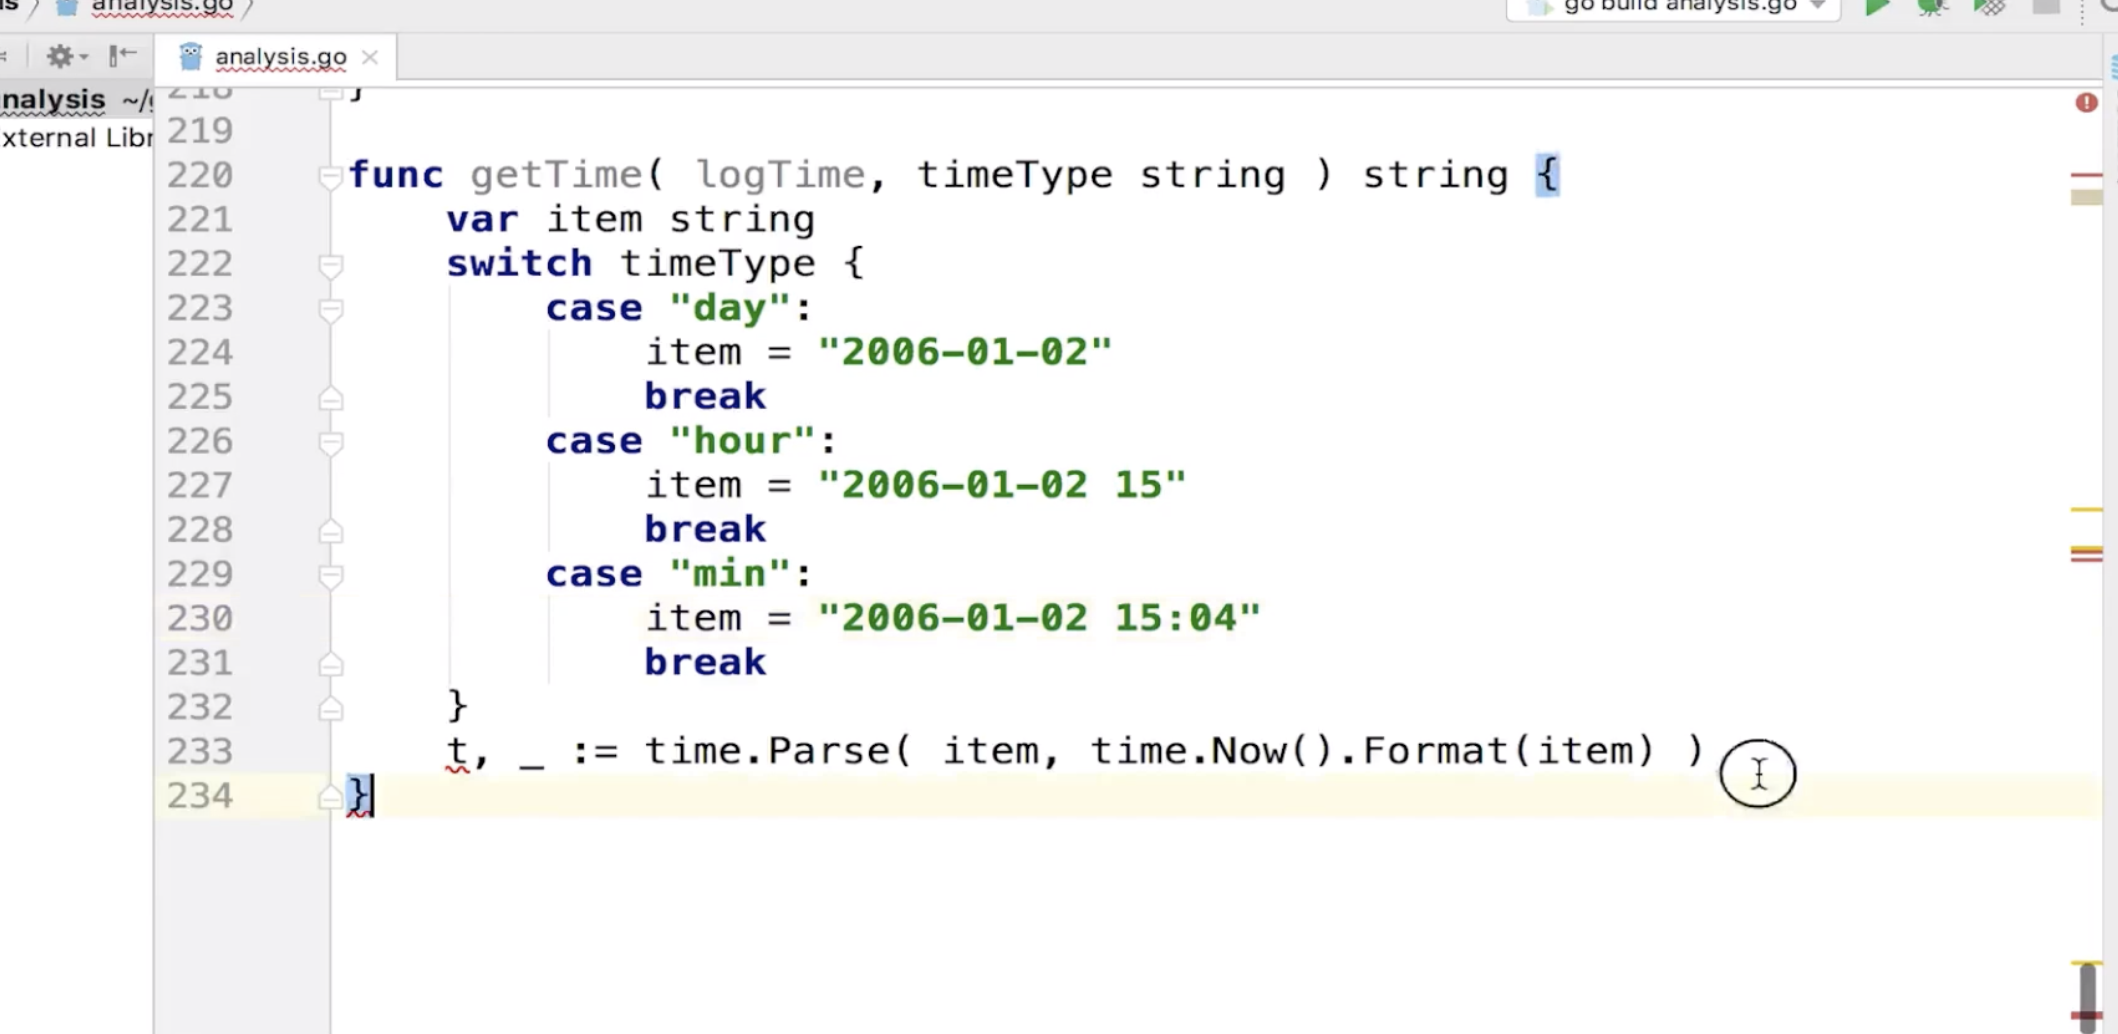 analysis.go
go build analysis.go
analysis.go
nalysis ~/
xternal Libr
218 }
219
220 func getTime( logTime, timeType string ) string {
221 var item string
222 switch timeType {
223 case "day":
224 item = "2006-01-02"
225 break
226 case "hour":
227 item = "2006-01-02 15"
228 break
229 case "min":
230 item = "2006-01-02 15:04"
231 break
232 }
233 t, _ := time.Parse( item, time.Now().Format(item) )
234 }